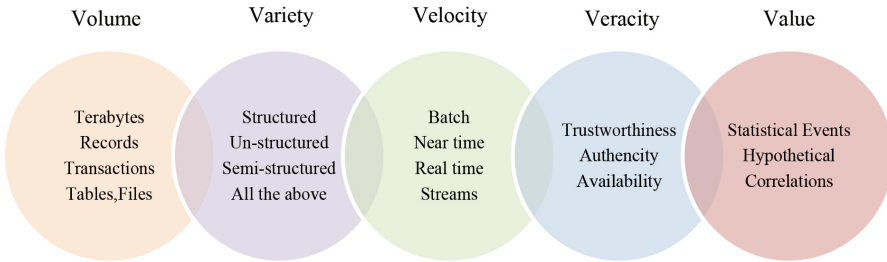 Volume
Variety
Velocity
Veracity
Value
Terabytes
Records
Transactions
Tables,Files
Structured
Un-structured
Semi-structured
All the above
Batch
Near time
Real time
Streams
Trustworthiness
Authencity
Availability
Statistical Events
Hypothetical
Correlations